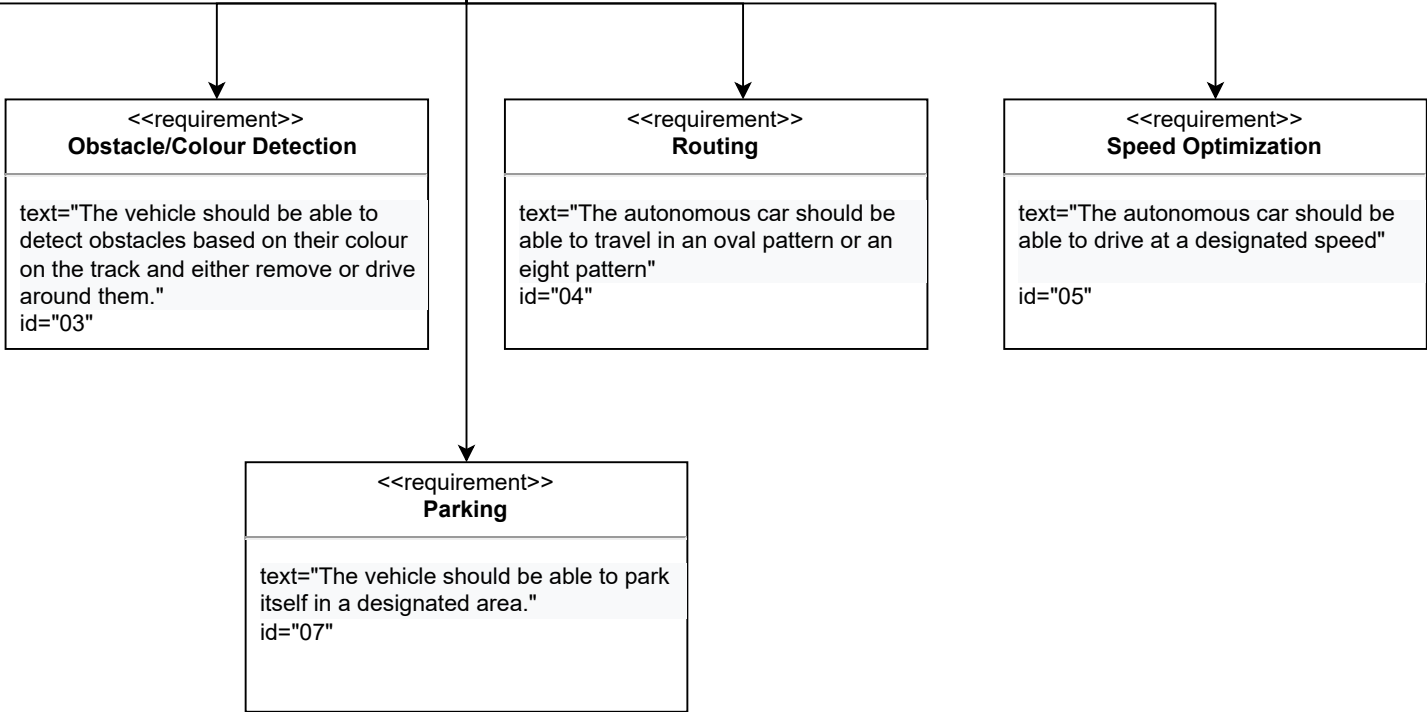 <<requirement>>
Obstacle/Colour Detection
text="The vehicle should be able to
detect obstacles based on their colour
on the track and either remove or drive
around them."
id="03"
<<requirement>>
Routing
text="The autonomous car should be
able to travel in an oval pattern or an
eight pattern"
id="04"
<<requirement>>
Speed Optimization
text="The autonomous car should be
able to drive at a designated speed"
id="05"
<<requirement>>
Parking
text="The vehicle should be able to park
itself in a designated area."
id="07"